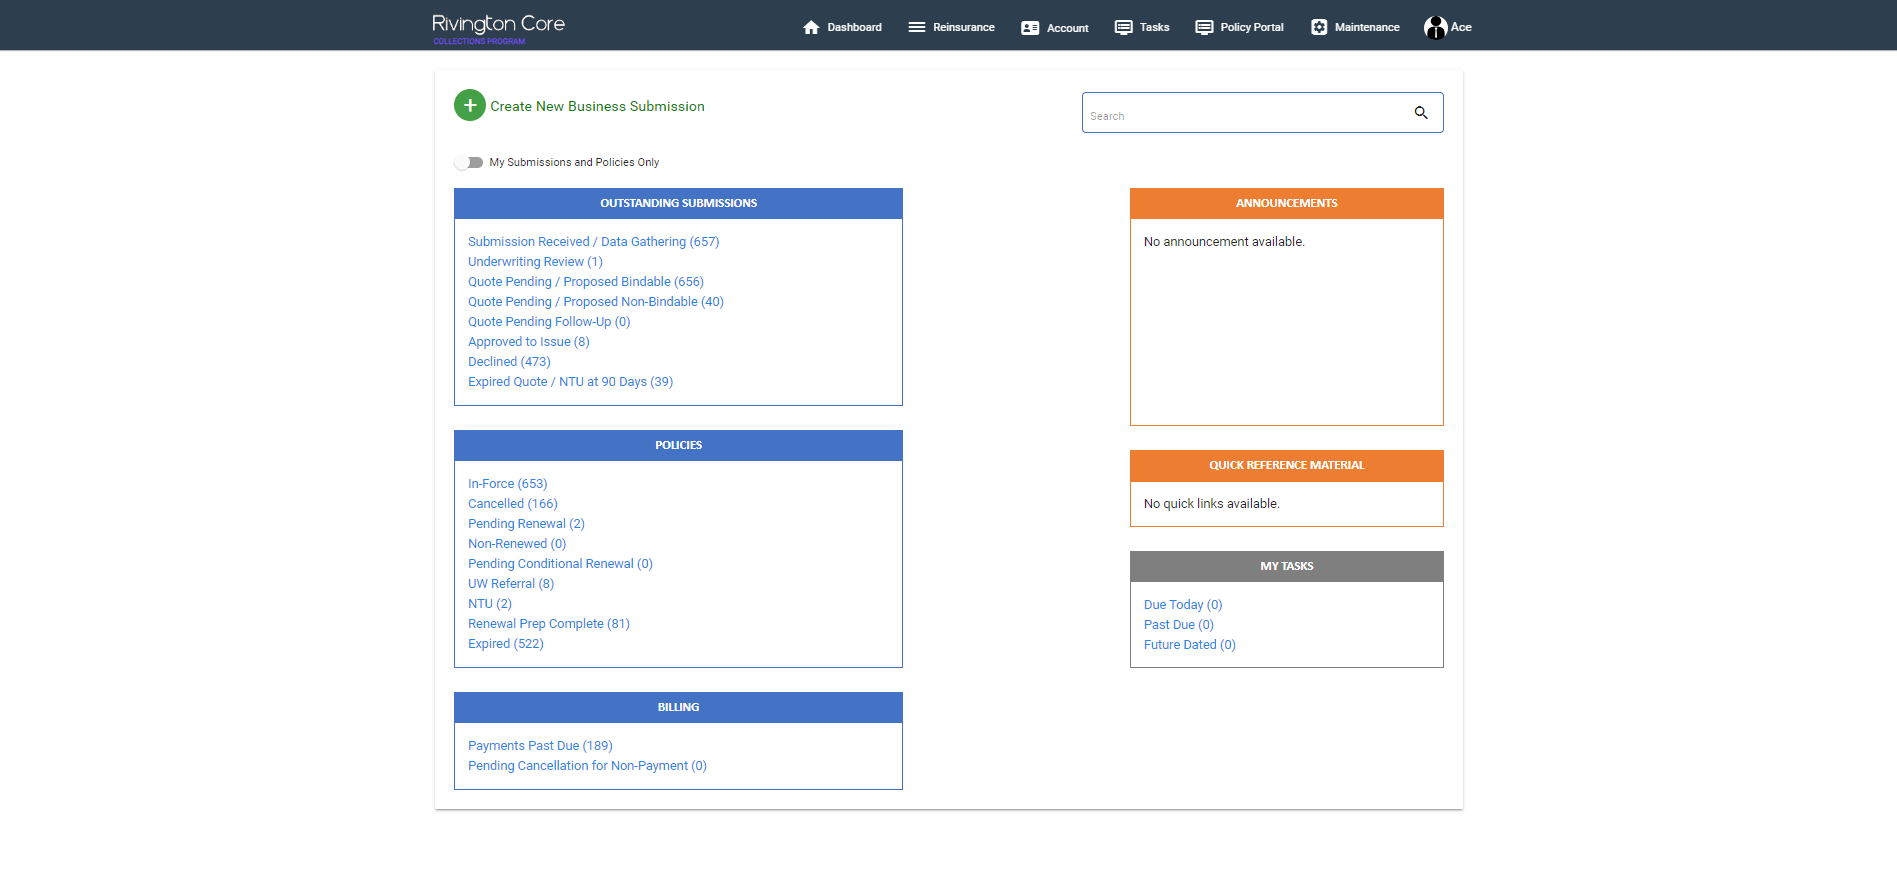 Rivington Core
COLLECTIONS PROGRAM
Dashboard
Reinsurance
Account
Tasks
Policy Portal
Maintenance
Ace
Create New Business Submission
Search
My Submissions and Policies Only
OUTSTANDING SUBMISSIONS
Submission Received / Data Gathering (657)
Underwriting Review (1)
Quote Pending / Proposed Bindable (656)
Quote Pending / Proposed Non-Bindable (40)
Quote Pending Follow-Up (0)
Approved to Issue (8)
Declined (473)
Expired Quote / NTU at 90 Days (39)
POLICIES
In-Force (653)
Cancelled (166)
Pending Renewal (2)
Non-Renewed (0)
Pending Conditional Renewal (0)
UW Referral (8)
NTU (2)
Renewal Prep Complete (81)
Expired (522)
BILLING
Payments Past Due (189)
Pending Cancellation for Non-Payment (0)
ANNOUNCEMENTS
No announcement available.
QUICK REFERENCE MATERIAL
No quick links available.
MY TASKS
Due Today (0)
Past Due (0)
Future Dated (0)